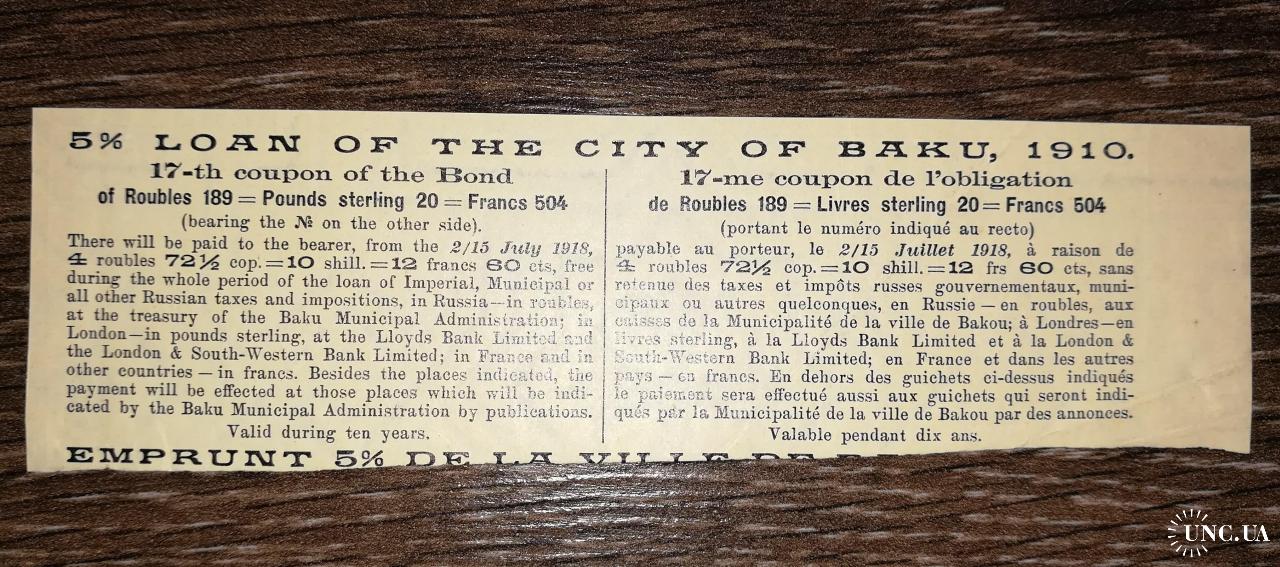 5% LOAN OF THE CITY OF BAKU, 1910.
17-th coupon of the Bond
of Roubles 189 = Pounds sterling 20 = Francs 504
(bearing the № on the other side).
There will be paid to the bearer, from the 2/15 July 1918,
4 roubles 72½ cop. = 10 shill. = 12 francs 60 cts, free
during the whole period of the loan of Imperial, Municipal or
all other Russian taxes and impositions, in Russia—in roubles,
at the treasury of the Baku Municipal Administration; in
London—in pounds sterling, at the Lloyds Bank Limited and
the London & South-Western Bank Limited; in France and in
other countries — in francs. Besides the places indicated, the
payment will be effected at those places which will be indi-
cated by the Baku Municipal Administration by publications.
Valid during ten years.
17-me coupon de l'obligation
de Roubles 189 = Livres sterling 20 = Francs 504
(portant le numéro indiqué au recto)
payable au porteur, le 2/15 Juillet 1918, à raison de
4 roubles 72½ cop. = 10 shill. = 12 frs 60 cts, sans
retenue des taxes et impôts russes gouvernementaux, muni-
cipaux ou autres quelconques, en Russie — en roubles, aux
caisses de la Municipalité de la ville de Bakou; à Londres—en
livres sterling, à la Lloyds Bank Limited et à la London &
South-Western Bank Limited; en France et dans les autres
pays — en francs. En dehors des guichets ci-dessus indiqués
le paiement sera effectué aussi aux guichets qui seront indi-
qués par la Municipalité de la ville de Bakou par des annonces.
Valable pendant dix ans.
EMPRUNT 5% DE LA VILLE DE
UNC.UA